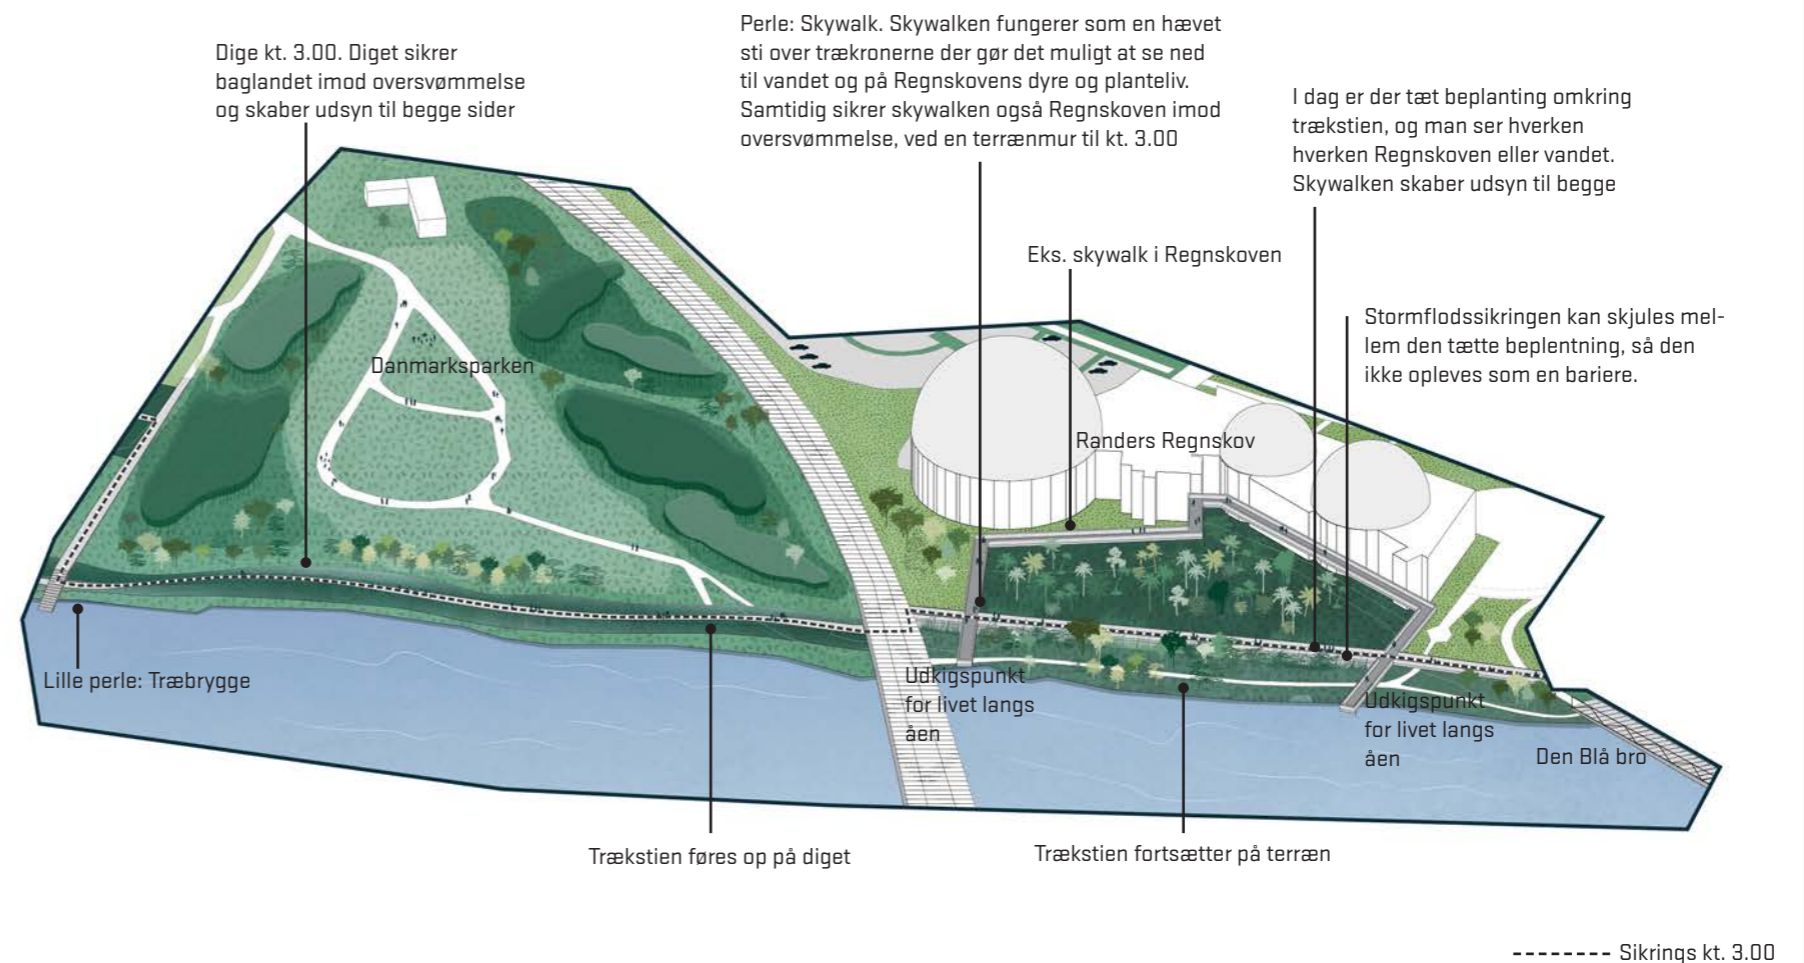 Dige kt. 3.00. Diget sikrer
baglandet imod oversvømmelse
og skaber udsyn til begge sider
Perle: Skywalk. Skywalken fungerer som en hævet
sti over trækronerne der gør det muligt at se ned
til vandet og på Regnskovens dyre og planteliv.
Samtidig sikrer skywalken også Regnskoven imod
oversvømmelse, ved en terrænmur til kt. 3.00
I dag er der tæt beplanting omkring
trækstien, og man ser hverken
hverken Regnskoven eller vandet.
Skywalken skaber udsyn til begge
Eks. skywalk i Regnskoven
Stormflodssikringen kan skjules mel-
lem den tætte beplentning, så den
ikke opleves som en bariere.
Danmarksparken
Randers Regnskov
Lille perle: Træbrygge
Udkigspunkt
for livet langs
åen
Udkigspunkt
for livet langs
åen
Den Blå bro
Trækstien føres op på diget
Trækstien fortsætter på terræn
Sikrings kt. 3.00